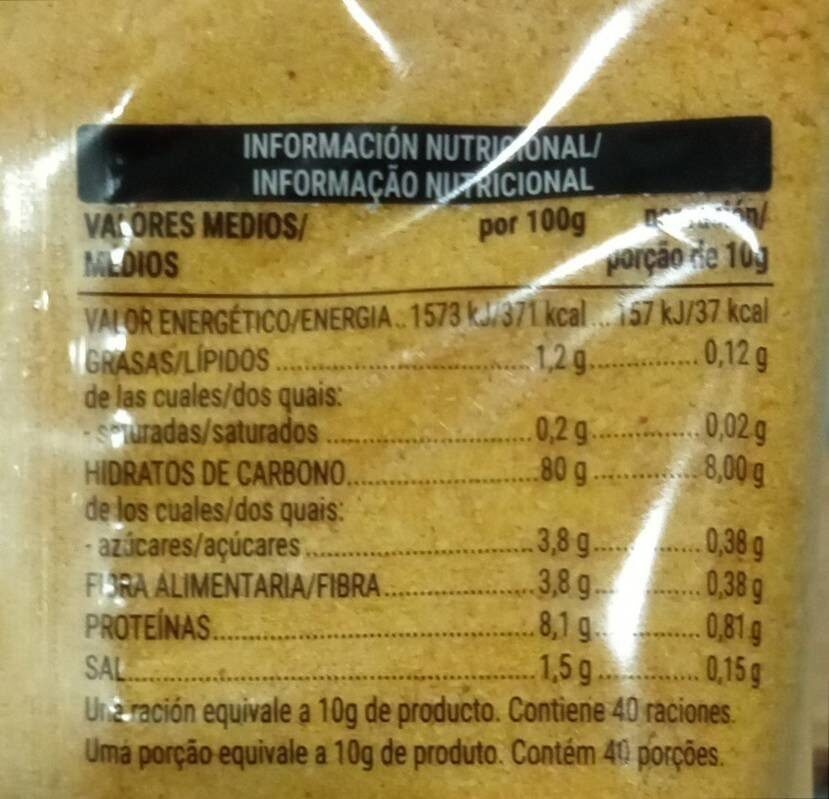 INFORMACIÓN NUTRICIONAL/
INFORMAÇÃO NUTRICIONAL
VALORES MEDIOS/ por 100g por ración/
MEDIOS porção de 10g
VALOR ENERGÉTICO/ENERGIA.. 1573 kJ/371 kcal ... 157 kJ/37 kcal
GRASAS/LÍPIDOS ........ 1,2 g ........ 0,12 g
de las cuales/dos quais:
- saturadas/saturados ........ 0,2 g ........ 0,02 g
HIDRATOS DE CARBONO ........ 80 g ........ 8,00 g
de los cuales/dos quais:
- azúcares/açúcares ........ 3,8 g ........ 0,38 g
FIBRA ALIMENTARIA/FIBRA ........ 3,8 g ........ 0,38 g
PROTEÍNAS ........ 8,1 g ........ 0,81 g
SAL ........ 1,5 g ........ 0,15 g
Una ración equivale a 10g de producto. Contiene 40 raciones.
Uma porção equivale a 10g de produto. Contém 40 porções.